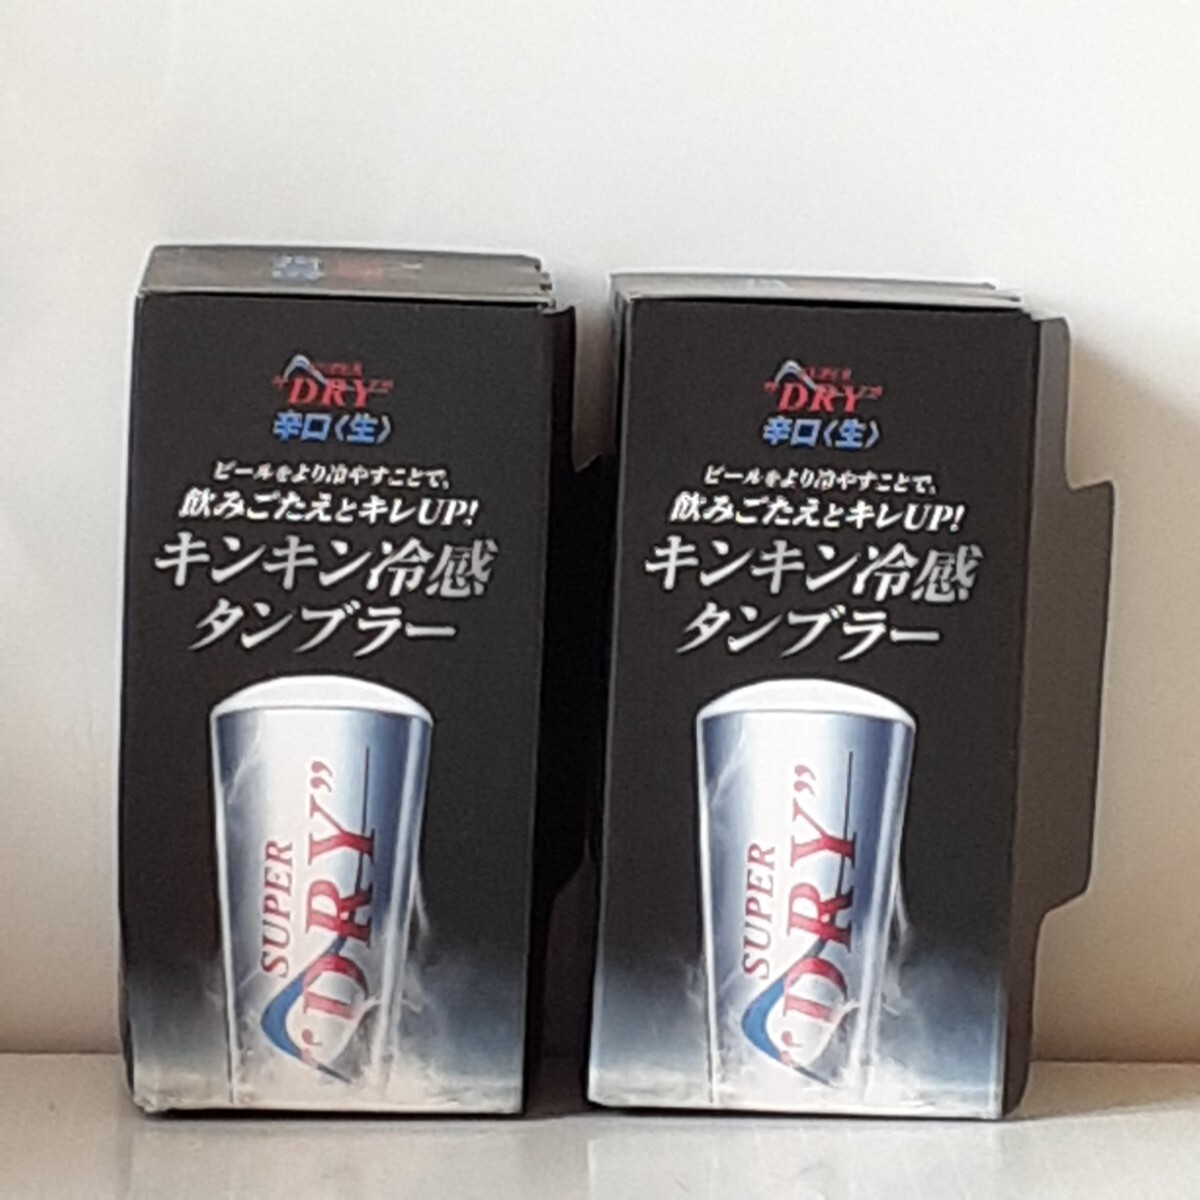 SUPER
"DRY"
辛口〈生〉
ビールをより冷やすことで、
飲みごたえとキレUP!
キンキン冷感
タンブラー
SUPER
"DRY"
SUPER
"DRY"
辛口〈生〉
ビールをより冷やすことで、
飲みごたえとキレUP!
キンキン冷感
タンブラー
SUPER
"DRY"